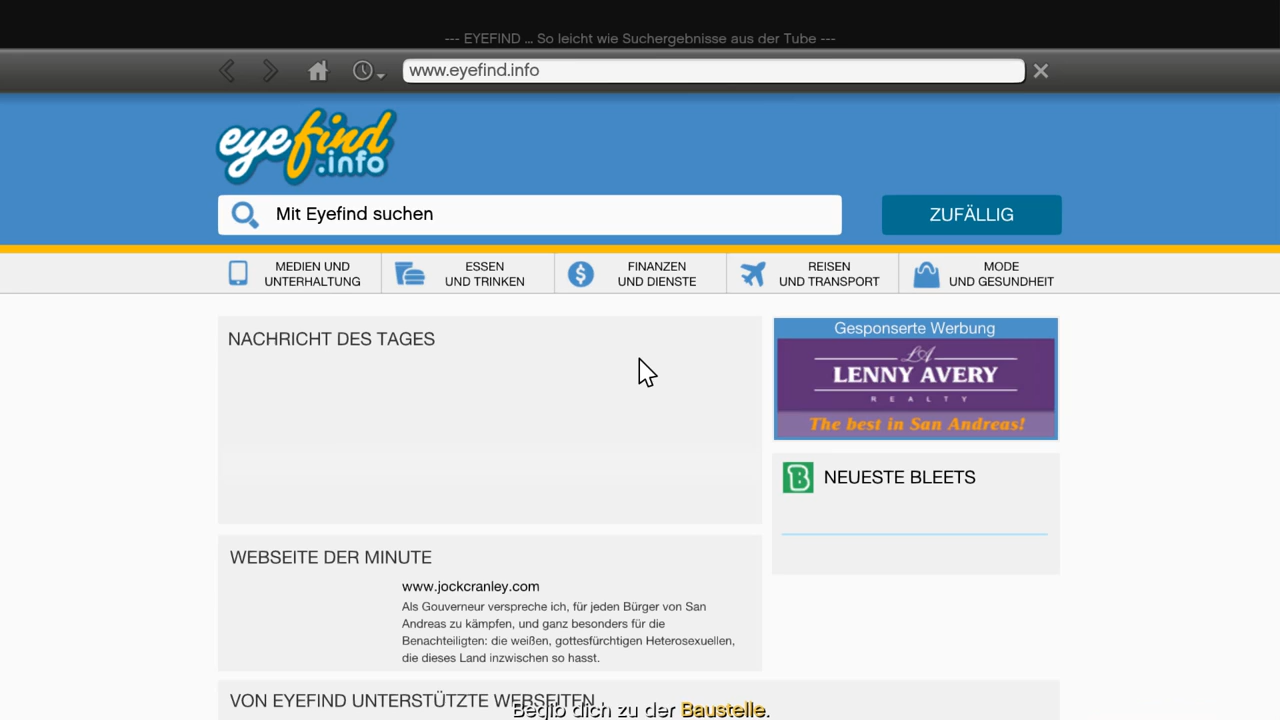 --- EYEFIND ... So leicht wie Suchergebnisse aus der Tube ---
www.eyefind.info
eyefind
.info
Mit Eyefind suchen
ZUFÄLLIG
MEDIEN UND
UNTERHALTUNG
ESSEN
UND TRINKEN
FINANZEN
UND DIENSTE
REISEN
UND TRANSPORT
MODE
UND GESUNDHEIT
NACHRICHT DES TAGES
Gesponserte Werbung
LA
LENNY AVERY
REALTY
The best in San Andreas!
B
NEUESTE BLEETS
WEBSEITE DER MINUTE
www.jockcranley.com
Als Gouverneur verspreche ich, für jeden Bürger von San
Andreas zu kämpfen, und ganz besonders für die
Benachteiligten: die weißen, gottesfürchtigen Heterosexuellen,
die dieses Land inzwischen so hasst.
VON EYEFIND UNTERSTÜTZTE WEBSEITEN
Begib dich zu der Baustelle.